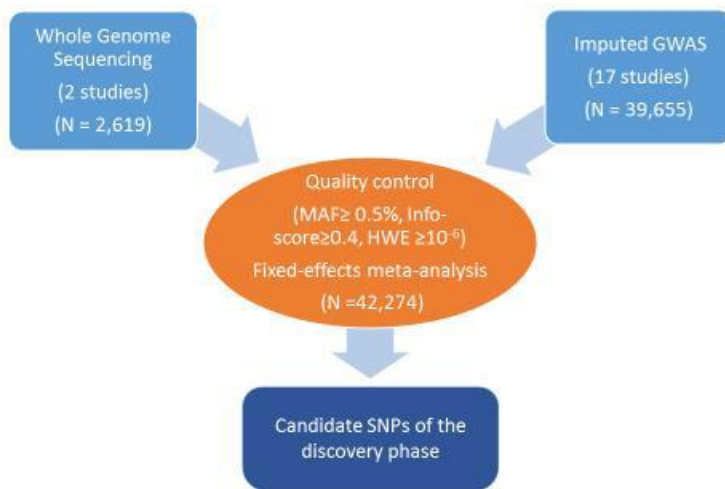 Whole Genome
Sequencing
(2 studies)
(N = 2,619)
Imputed GWAS
(17 studies)
(N = 39,655)
Quality control
(MAF≥ 0.5%, Info-
score≥0.4, HWE ≥10⁻⁶)
Fixed-effects meta-analysis
(N =42,274)
Candidate SNPs of the
discovery phase